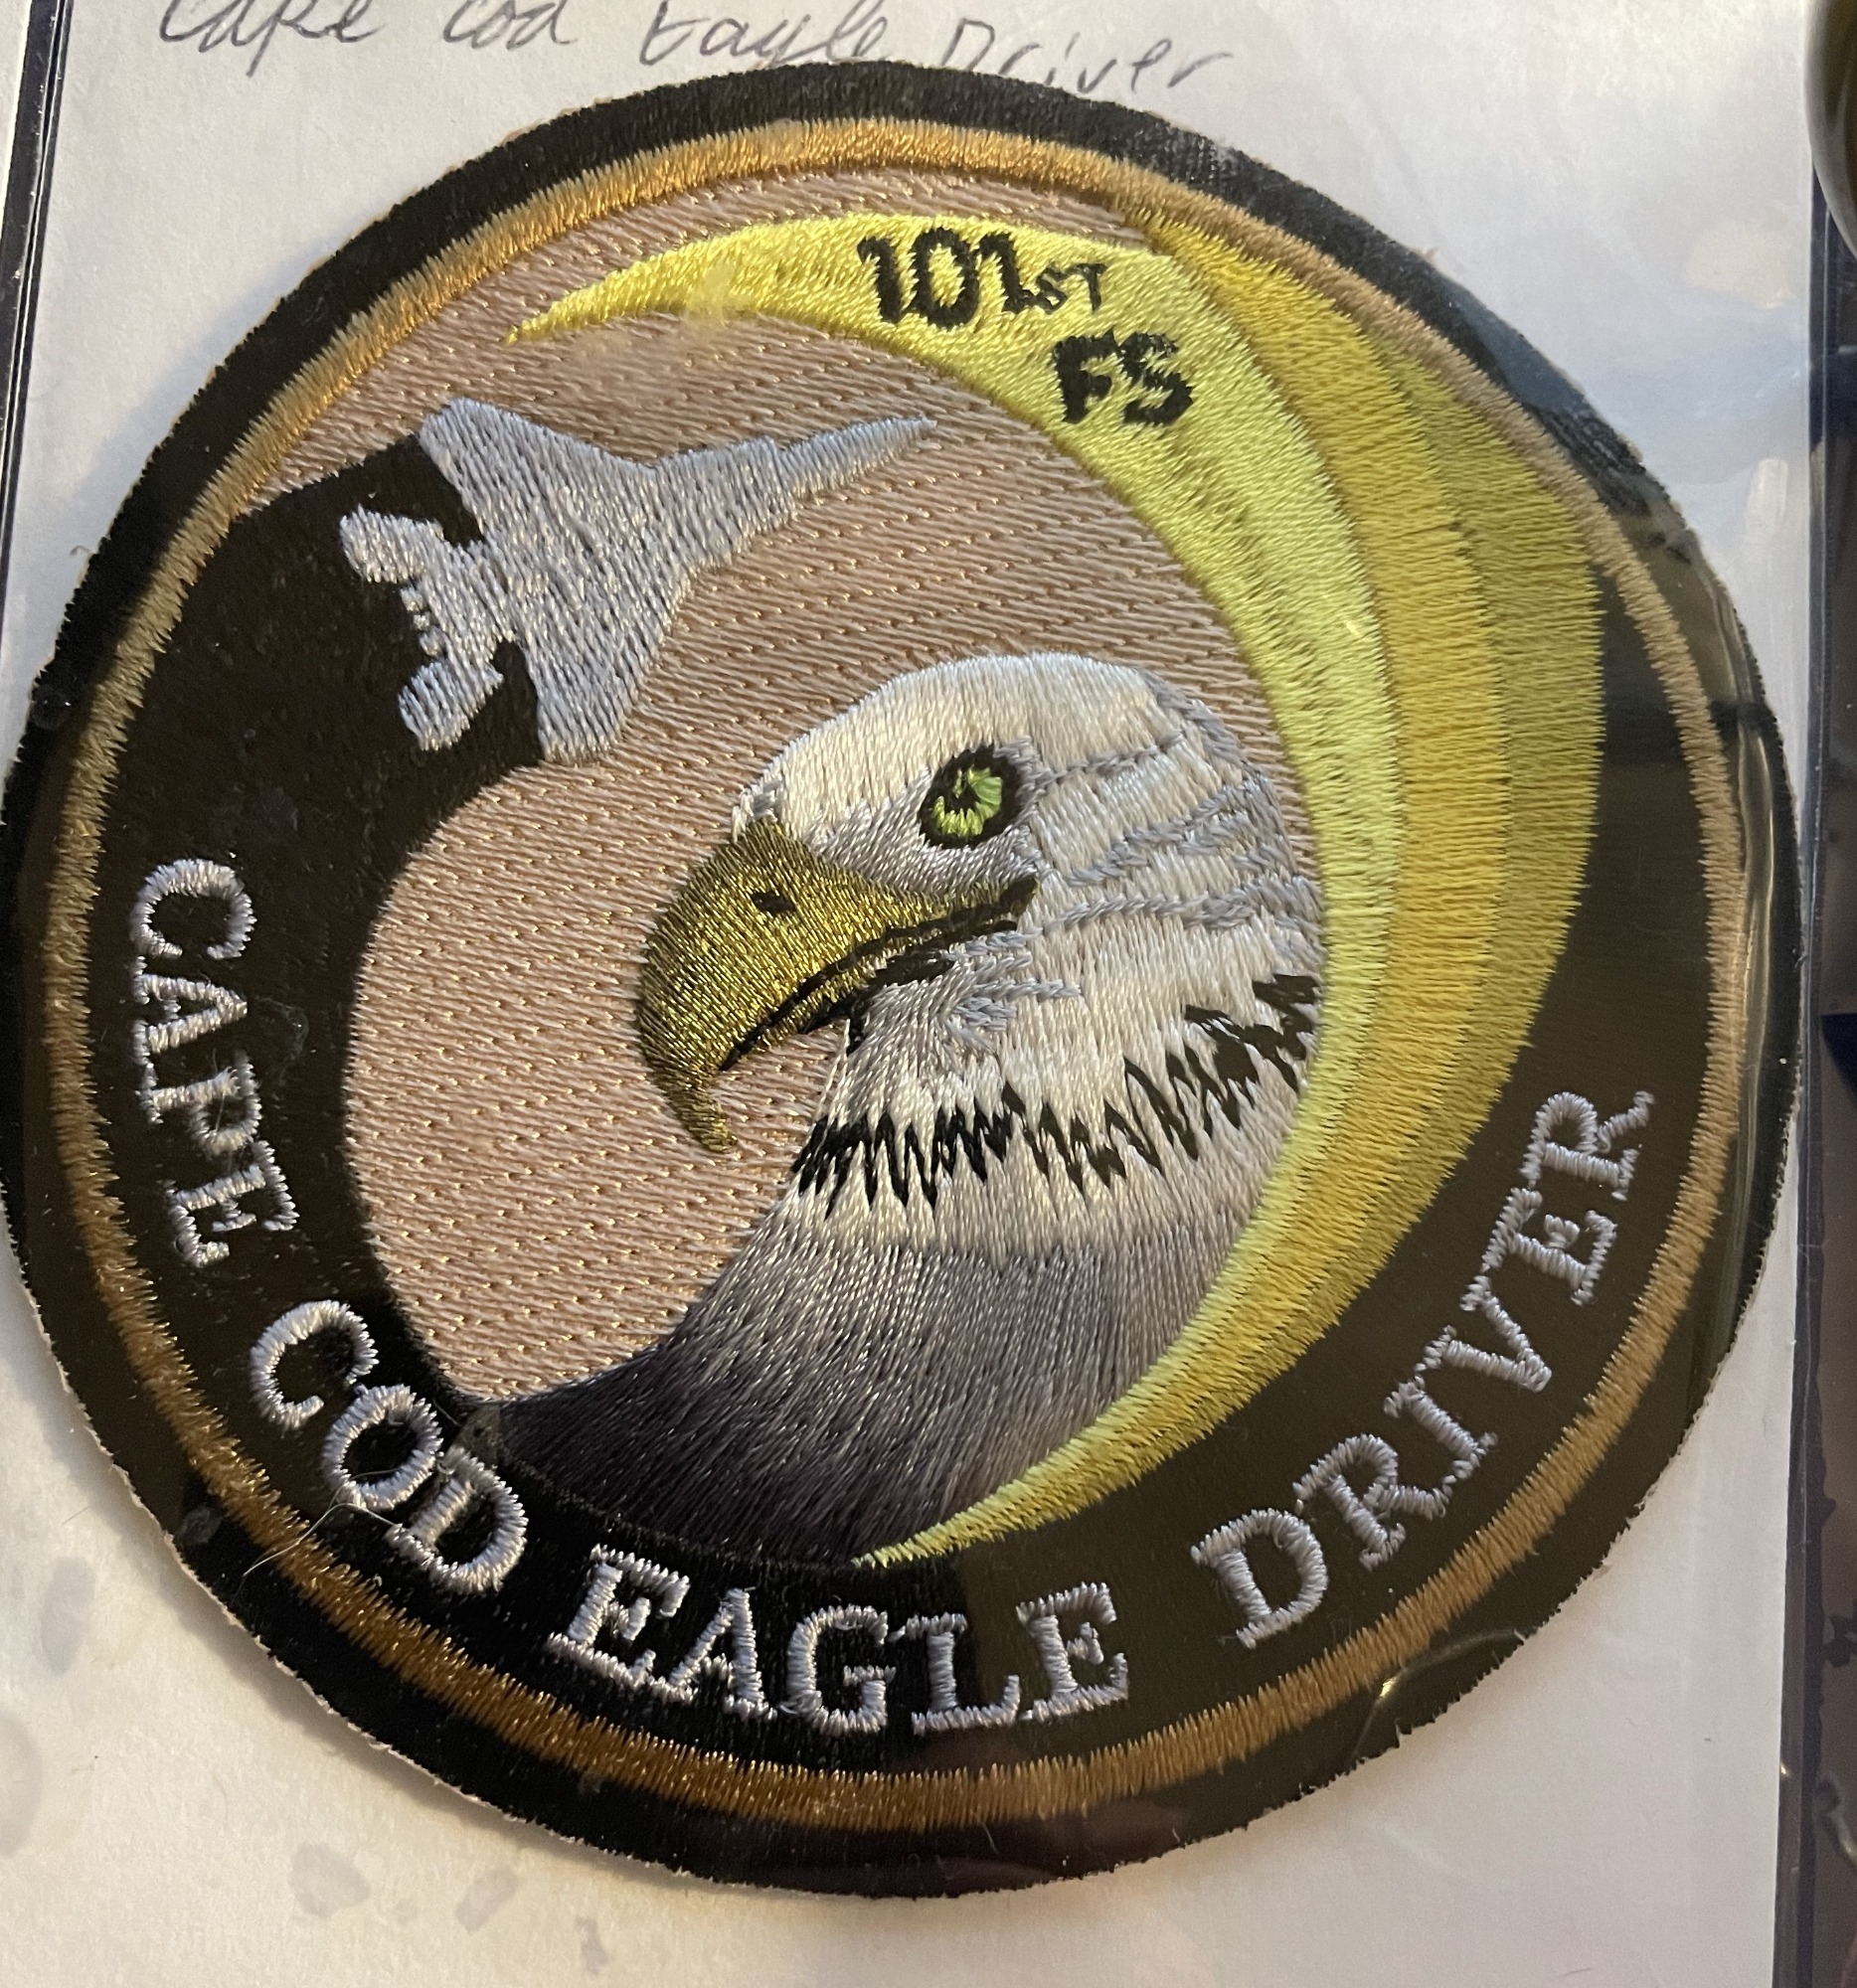 Cape Cod Eagle Driver
101ST
FS
CAPE COD EAGLE DRIVER